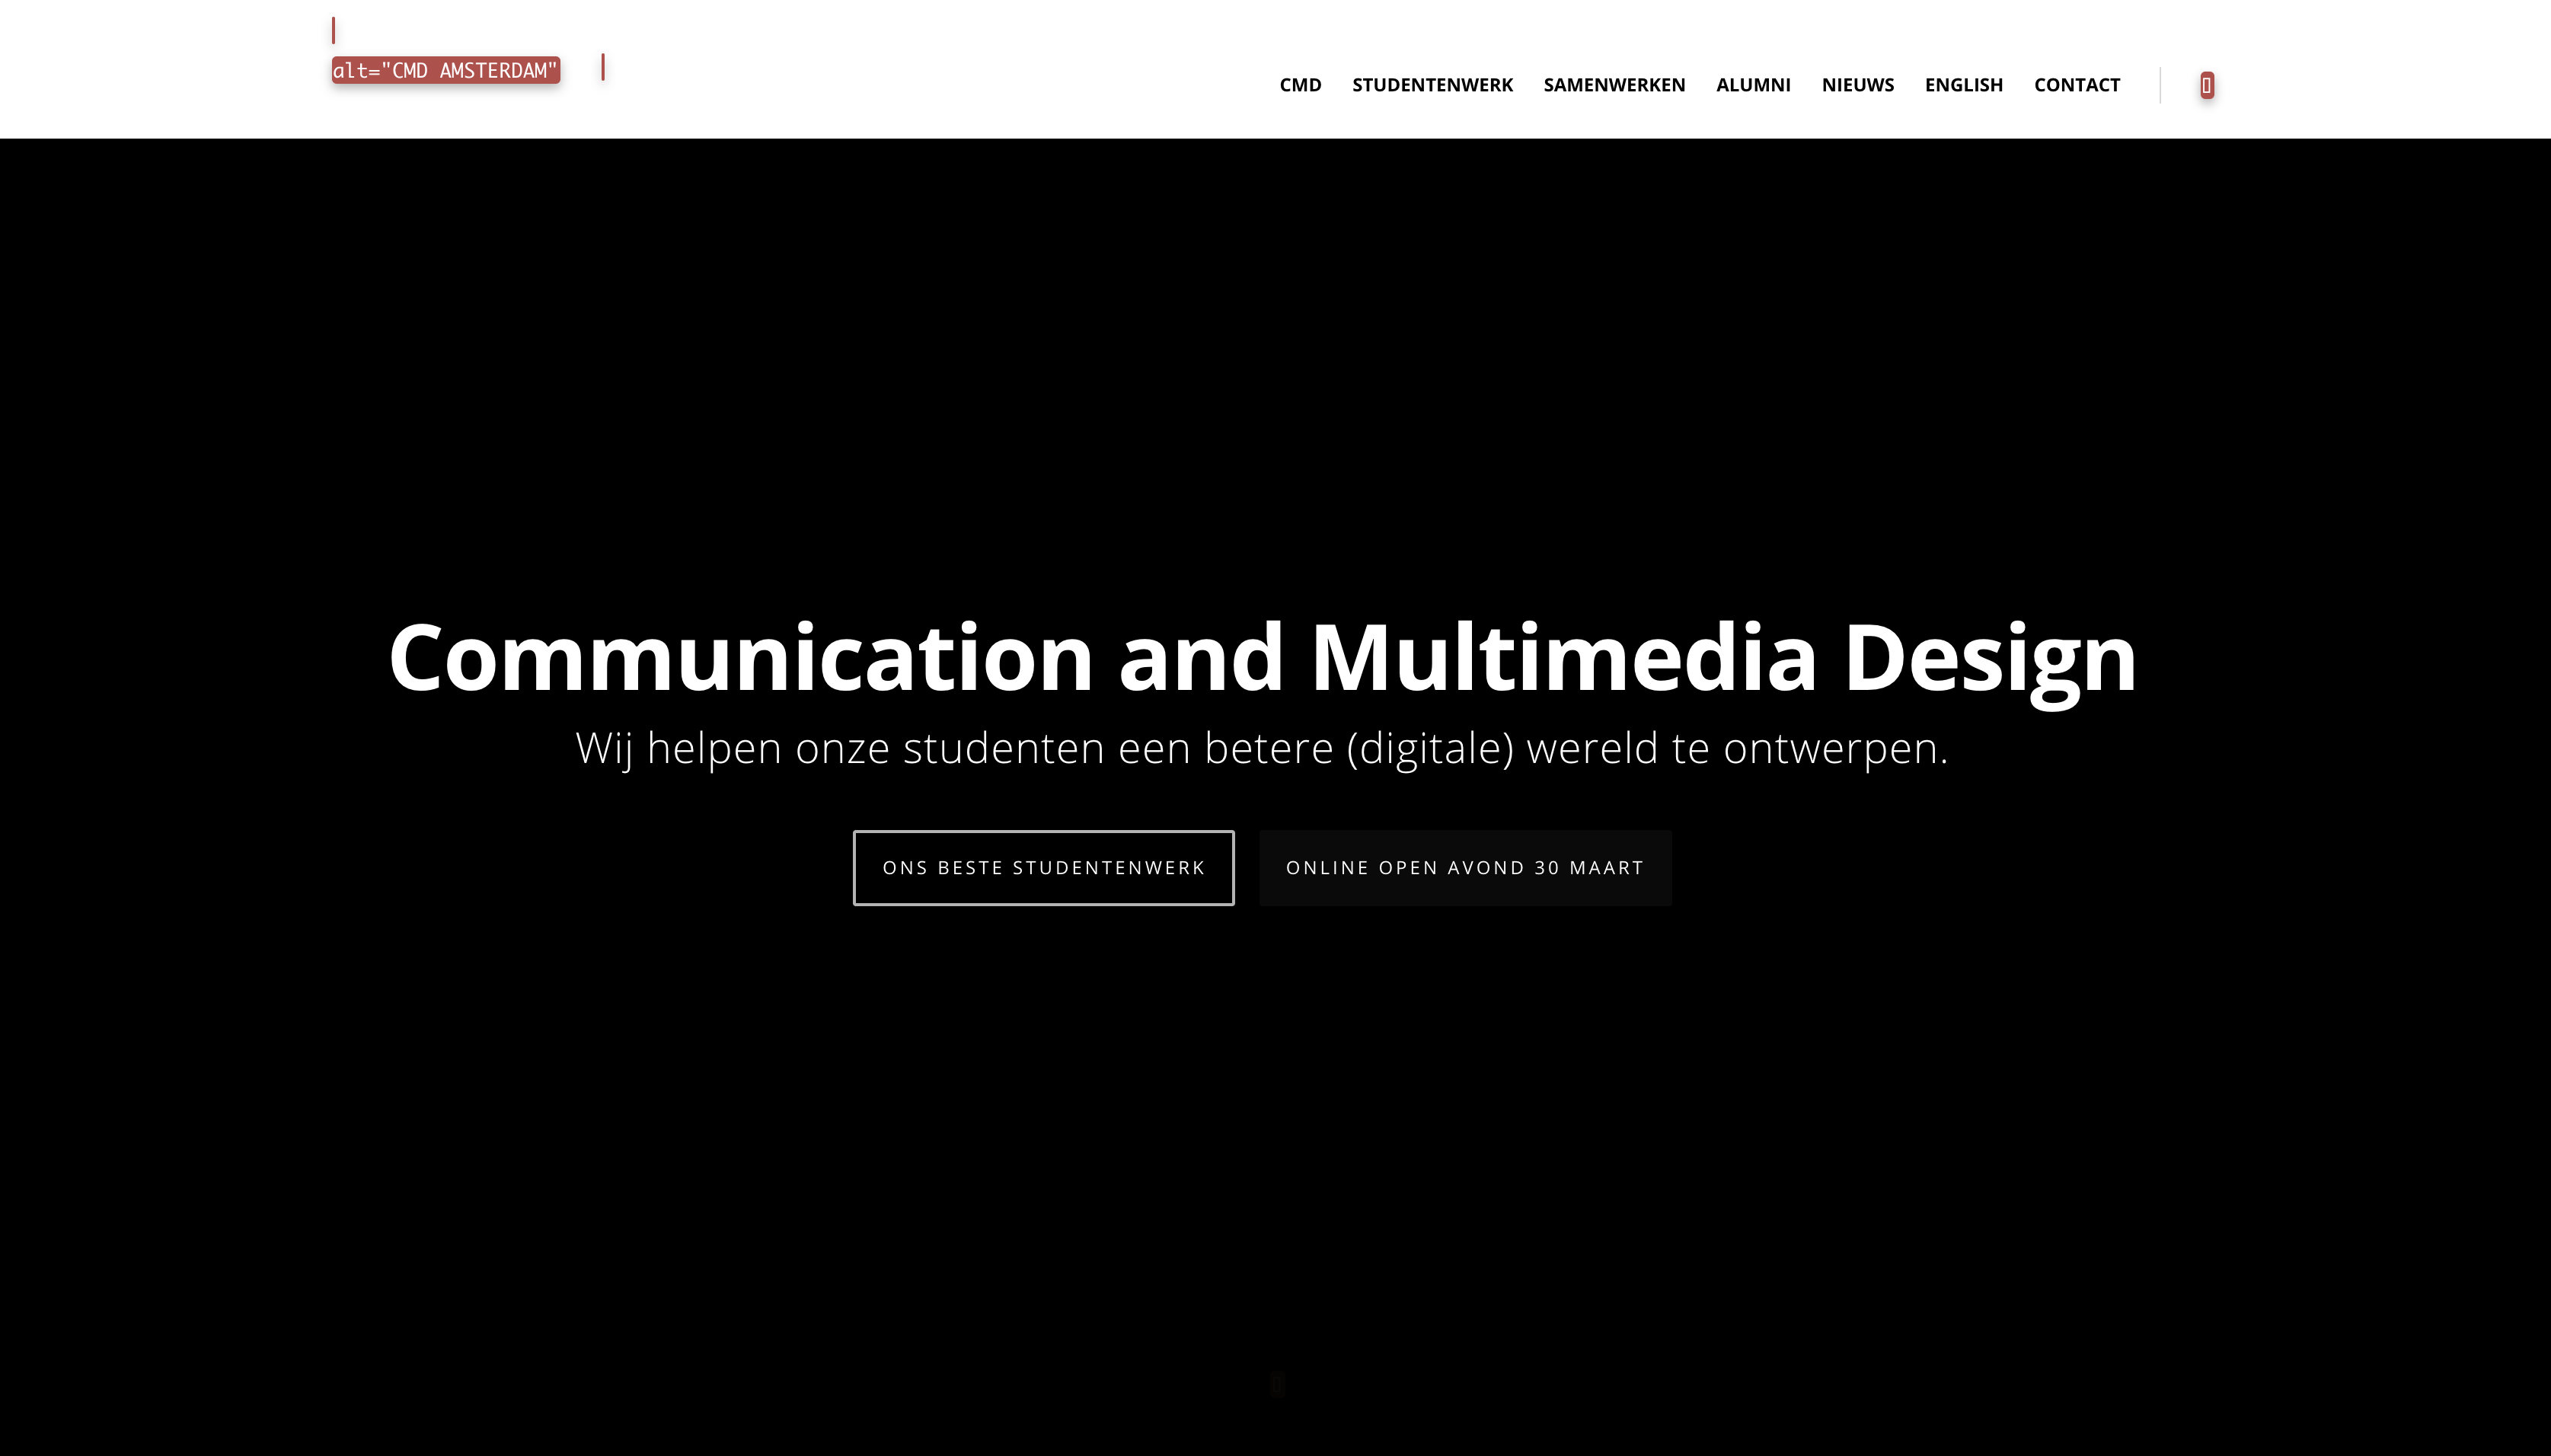 alt="CMD AMSTERDAM"
CMD STUDENTENWERK SAMENWERKEN ALUMNI NIEUWS ENGLISH CONTACT
Communication and Multimedia Design
Wij helpen onze studenten een betere (digitale) wereld te ontwerpen.
ONS BESTE STUDENTENWERK ONLINE OPEN AVOND 30 MAART